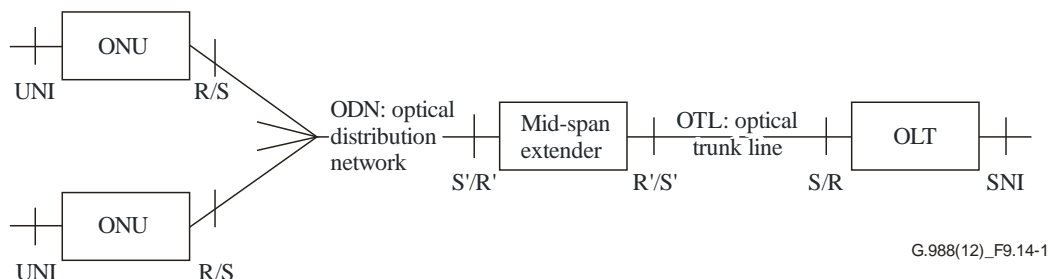 ONU
UNI
R/S
ODN: optical
distribution
network
S'/R'
Mid-span
extender
R'/S'
OTL: optical
trunk line
S/R
OLT
SNI
ONU
UNI
R/S
G.988(12)_F9.14-1